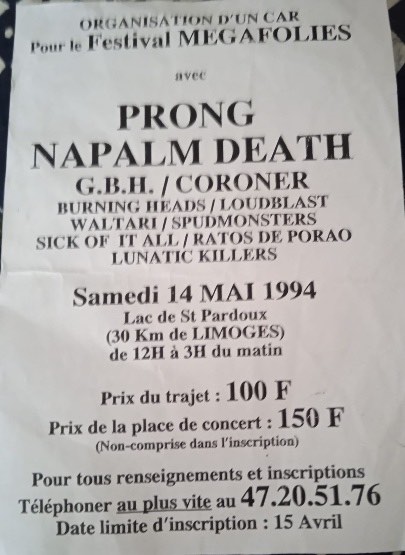 ORGANISATION D'UN CAR
Pour le Festival MEGAFOLIES
avec
PRONG
NAPALM DEATH
G.B.H. / CORONER
BURNING HEADS / LOUDBLAST
WALTARI / SPUDMONSTERS
SICK OF IT ALL / RATOS DE PORAO
LUNATIC KILLERS
Samedi 14 MAI 1994
Lac de St Pardoux
(30 Km de LIMOGES)
de 12H à 3H du matin
Prix du trajet : 100 F
Prix de la place de concert : 150 F
(Non-comprise dans l'inscription)
Pour tous renseignements et inscriptions
Téléphoner au plus vite au 47.20.51.76
Date limite d'inscription : 15 Avril